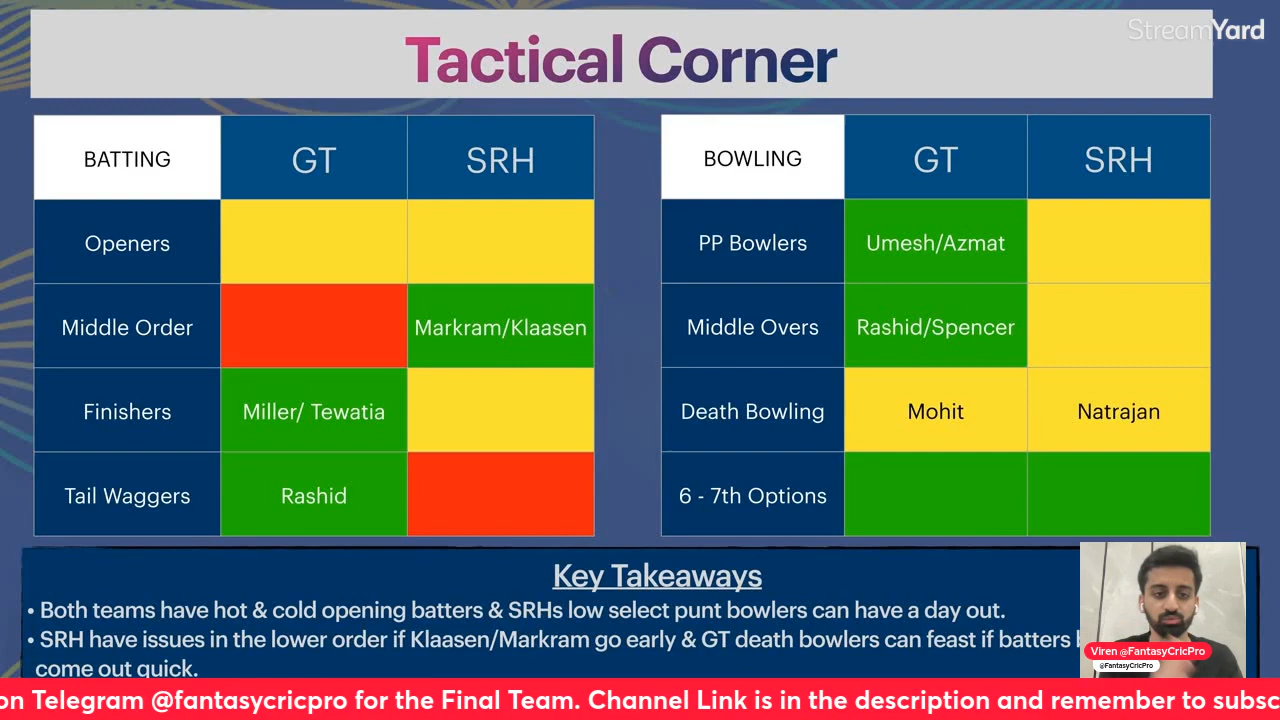 StreamYard
Tactical Corner
BATTING GT SRH
Openers
Middle Order Markram/Klaasen
Finishers Miller/ Tewatia
Tail Waggers Rashid
BOWLING GT SRH
PP Bowlers Umesh/Azmat
Middle Overs Rashid/Spencer
Death Bowling Mohit Natrajan
6 - 7th Options
Key Takeaways
• Both teams have hot & cold opening batters & SRHs low select punt bowlers can have a day out.
• SRH have issues in the lower order if Klaasen/Markram go early & GT death bowlers can feast if batters
come out quick.
Viren @FantasyCricPro
@FantasyCricPro
on Telegram @fantasycricpro for the Final Team. Channel Link is in the description and remember to subsc